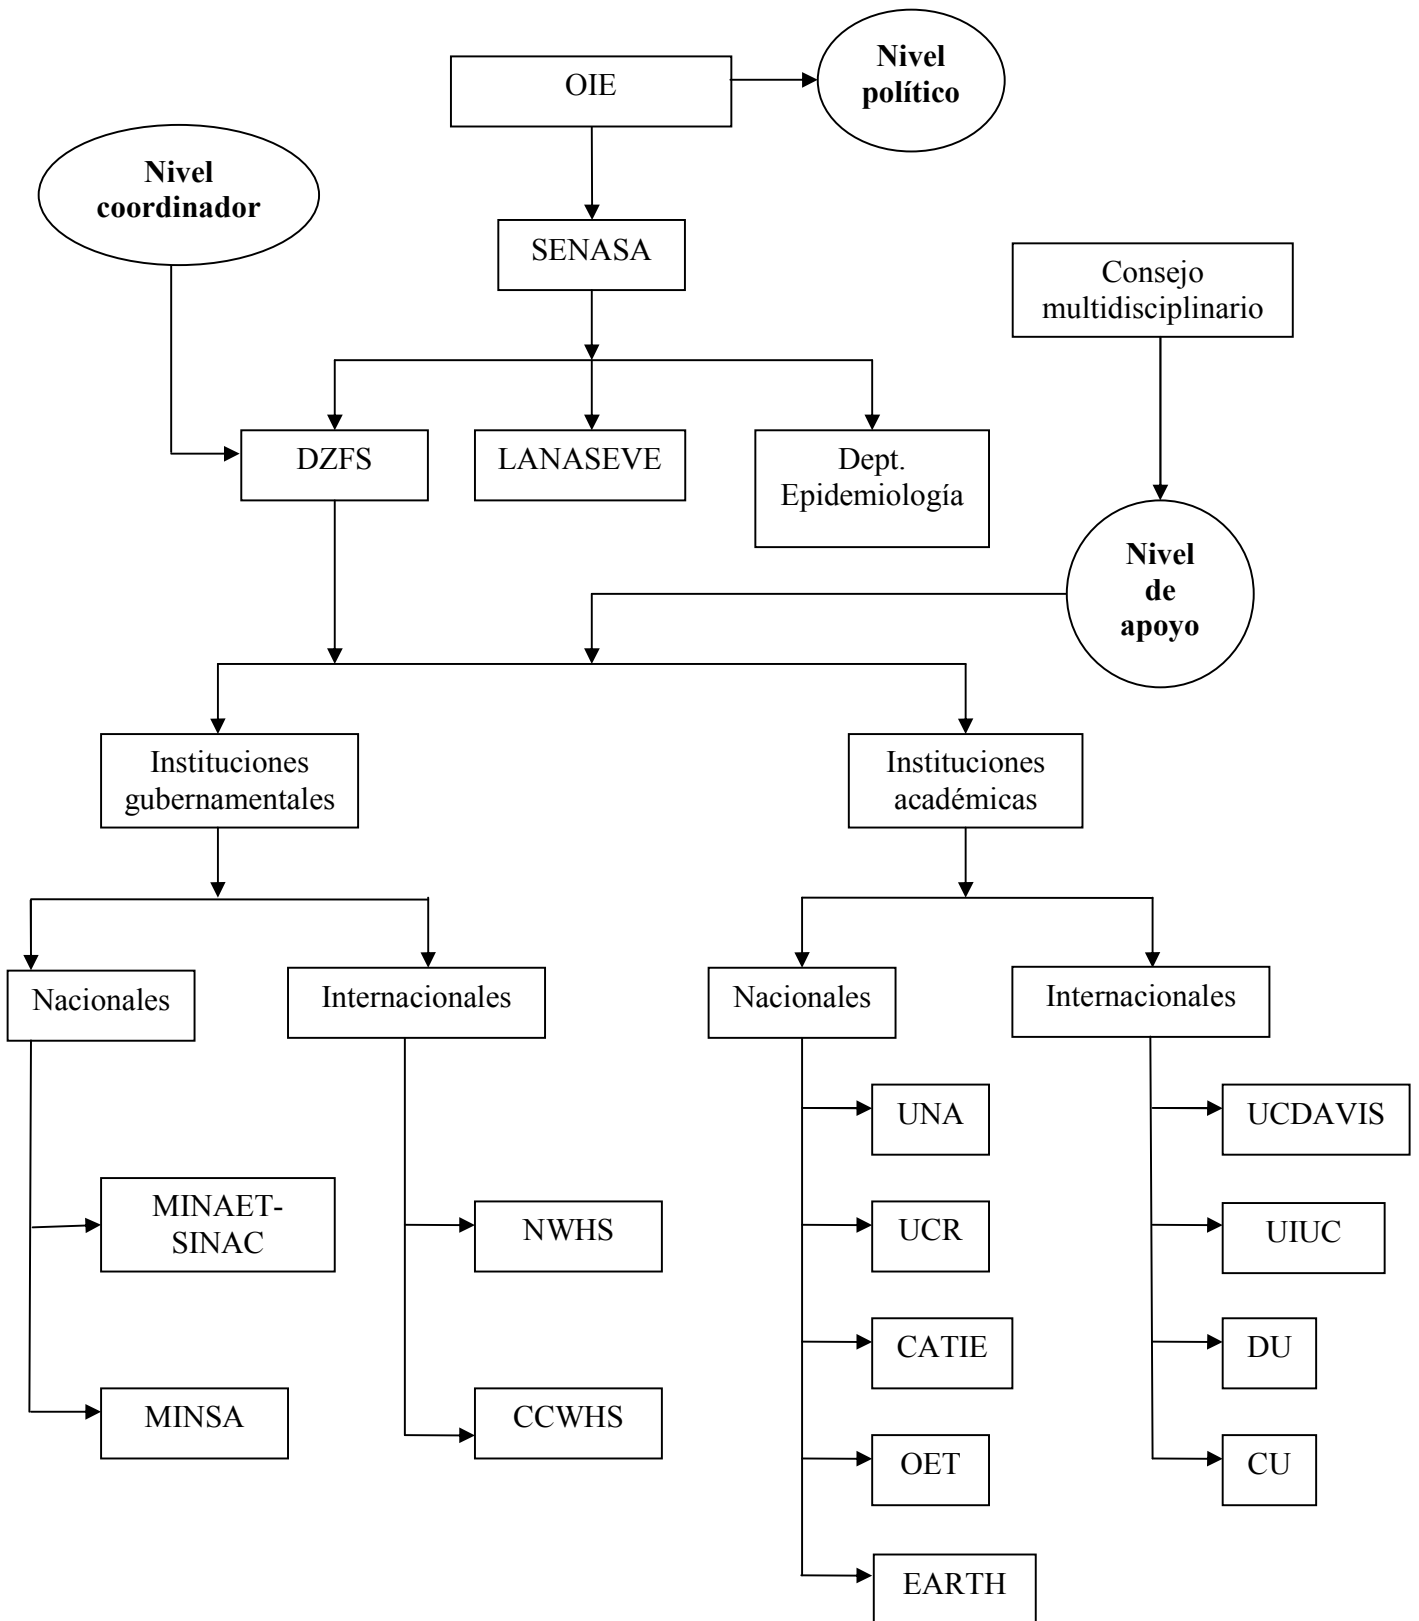 Nivel
político
OIE
Nivel
coordinador
SENASA
Consejo
multidisciplinario
DZFS
LANASEVE
Dept.
Epidemiología
Nivel
de
apoyo
Instituciones
gubernamentales
Instituciones
académicas
Nacionales
Internacionales
Nacionales
Internacionales
UNA
UCDAVIS
MINAET-
SINAC
NWHS
UCR
UIUC
CATIE
DU
MINSA
CCWHS
OET
CU
EARTH